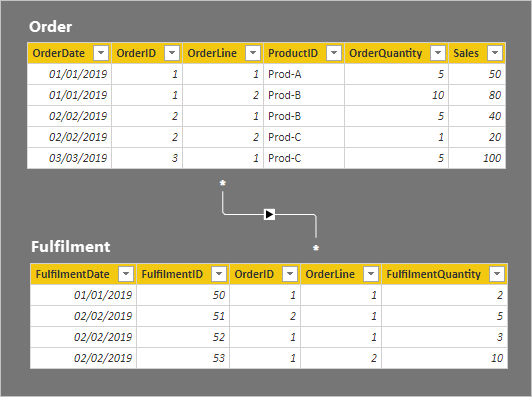 Order
OrderDate OrderID OrderLine ProductID OrderQuantity Sales
01/01/2019 1 1 Prod-A 5 50
01/01/2019 1 2 Prod-B 10 80
02/02/2019 2 1 Prod-B 5 40
02/02/2019 2 2 Prod-C 1 20
03/03/2019 3 1 Prod-C 5 100
*
*
Fulfilment
FulfilmentDate FulfilmentID OrderID OrderLine FulfilmentQuantity
01/01/2019 50 1 1 2
02/02/2019 51 2 1 5
02/02/2019 52 1 1 3
02/02/2019 53 1 2 10